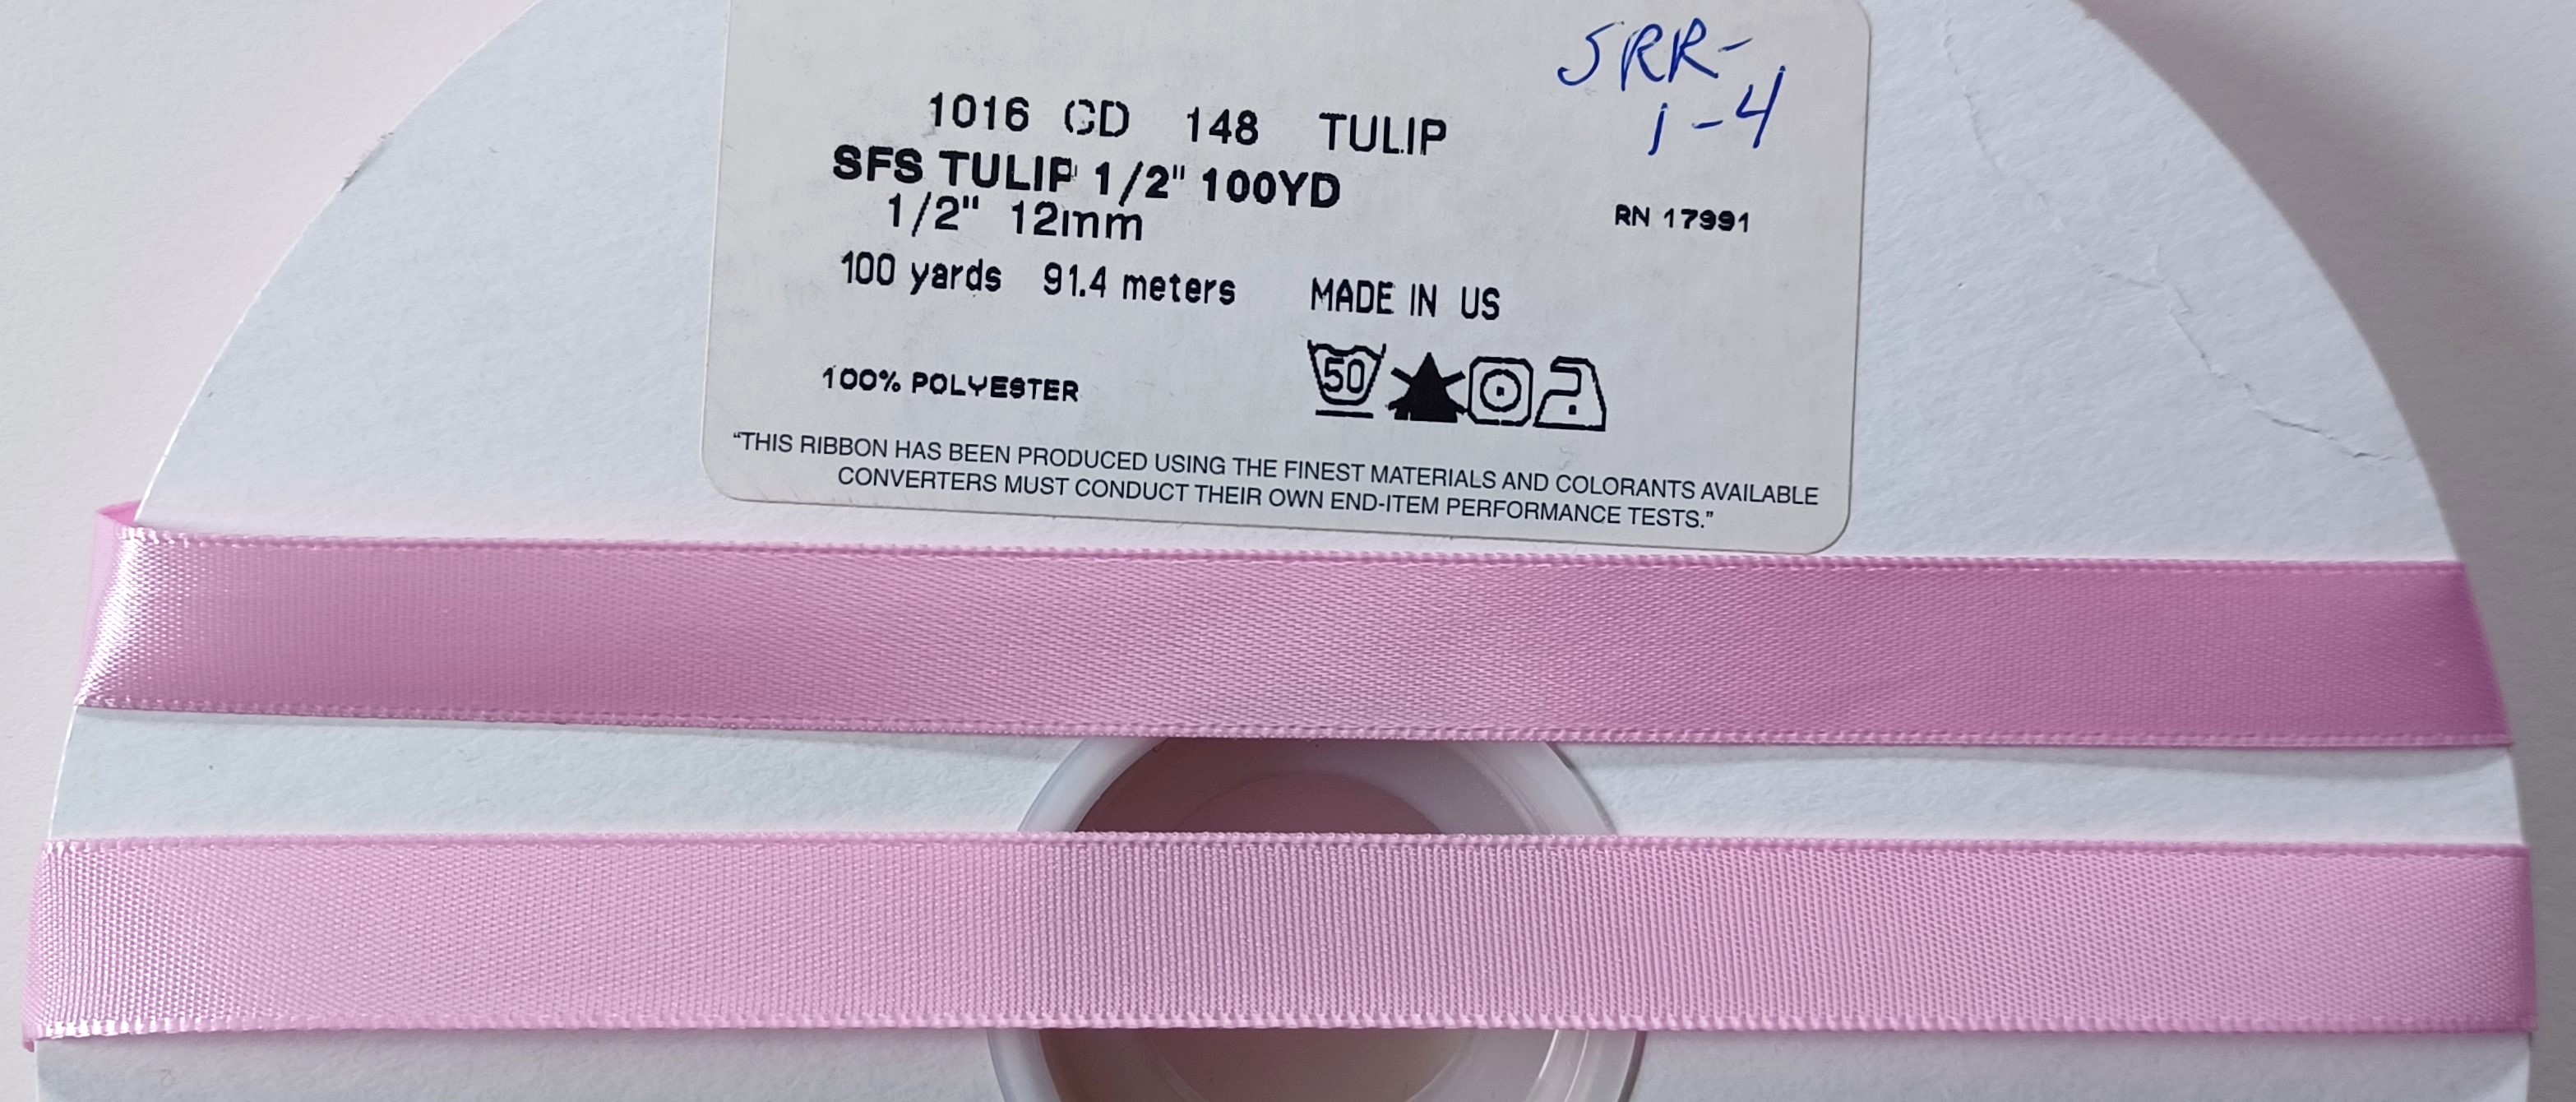 SRR-
1-4
1016 CD 148 TULIP
SFS TULIP 1/2" 100YD
1/2" 12mm
RN 17991
100 yards 91.4 meters MADE IN US
50
100% POLYESTER
“THIS RIBBON HAS BEEN PRODUCED USING THE FINEST MATERIALS AND COLORANTS AVAILABLE
CONVERTERS MUST CONDUCT THEIR OWN END-ITEM PERFORMANCE TESTS.”